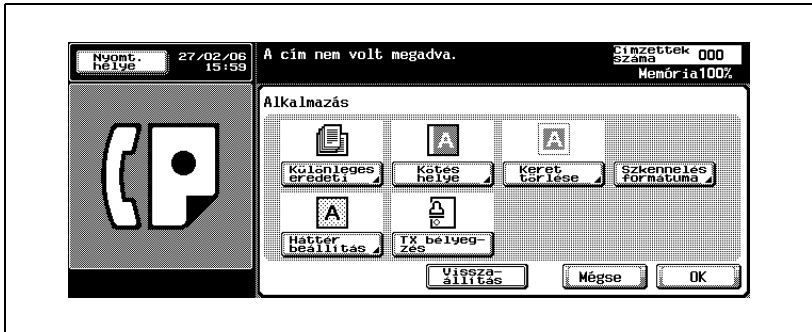 Nyomt.
helye
27/02/06
15:59
A cím nem volt megadva.
Címzettek
száma
000
Memória100%
Alkalmazás
A
A
Különleges
eredeti
Kötés
helye
Keret
törlése
Szkennelés
formátuma
A
Háttér
beállítás
TX bélyeg-
zés
Vissza-
állítás
Mégse
OK